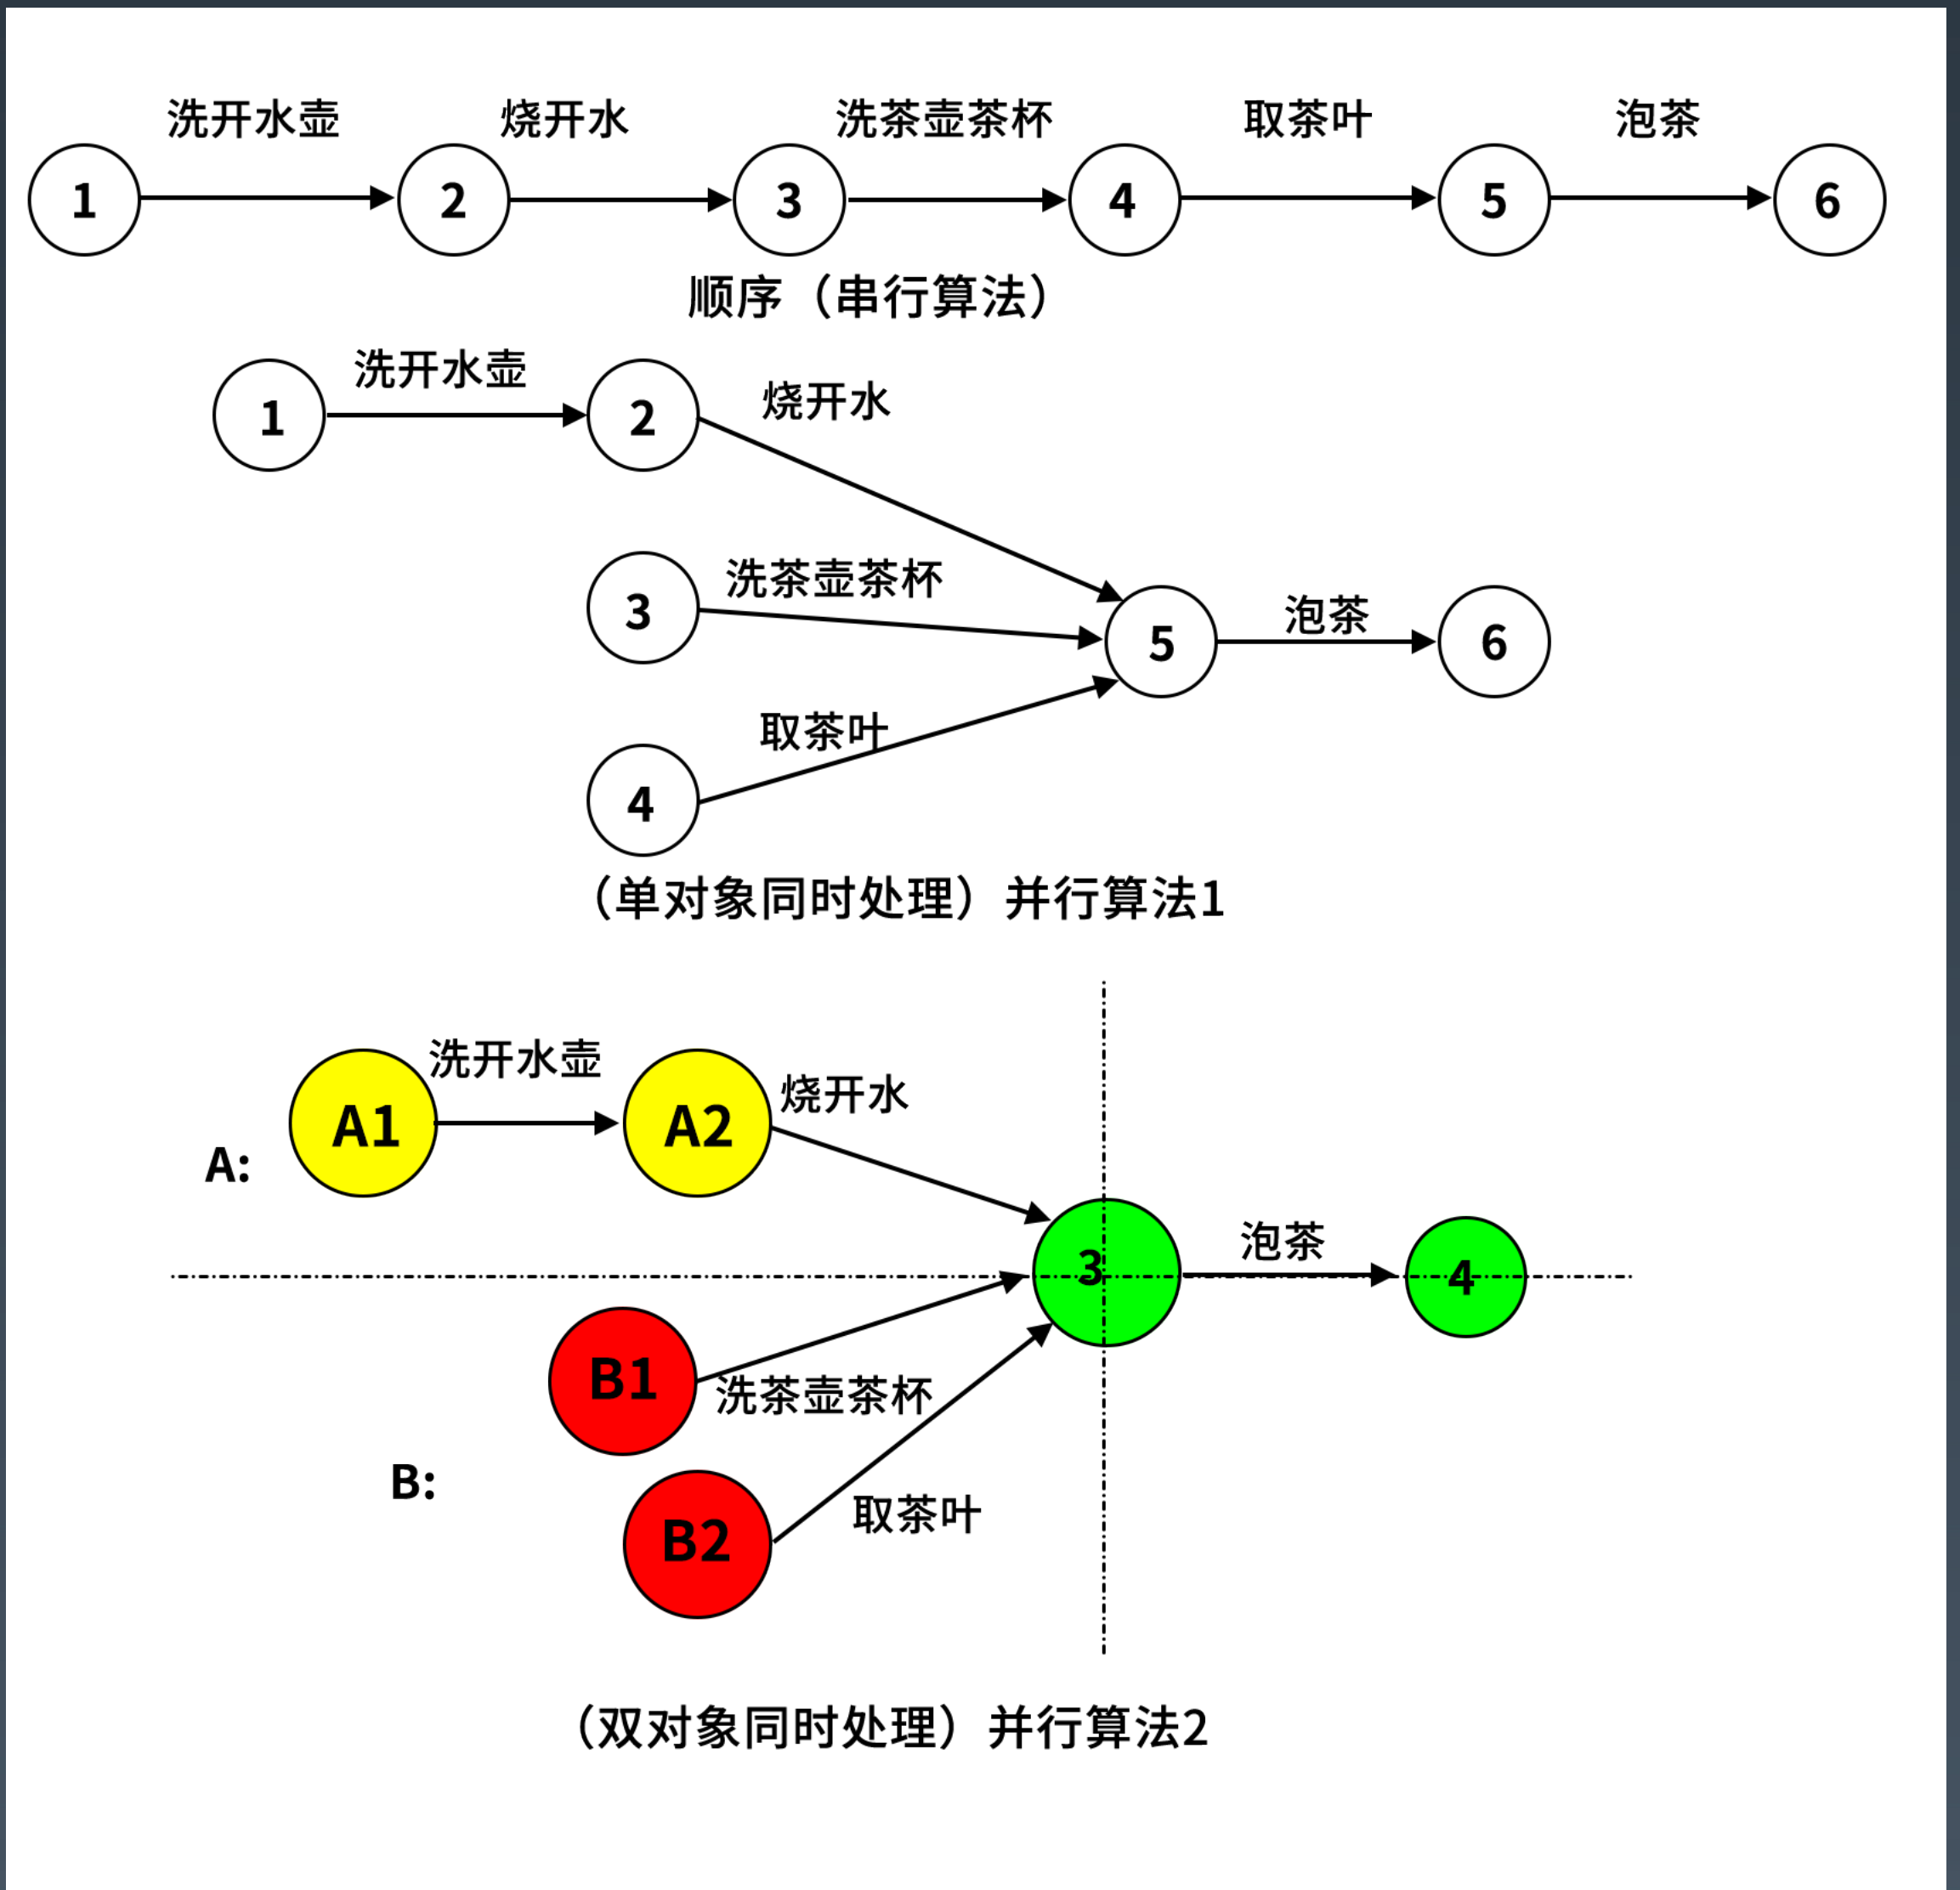 洗开水壶 烧开水 洗茶壶茶杯 取茶叶 泡茶
1 2 3 4 5 6
顺序（串行算法）
洗开水壶
烧开水
1 2
洗茶壶茶杯
3
泡茶
5 6
取茶叶
4
（单对象同时处理）并行算法1
洗开水壶
烧开水
A1 A2
A:
泡茶
3 4
B1
洗茶壶茶杯
B:
取茶叶
B2
（双对象同时处理）并行算法2